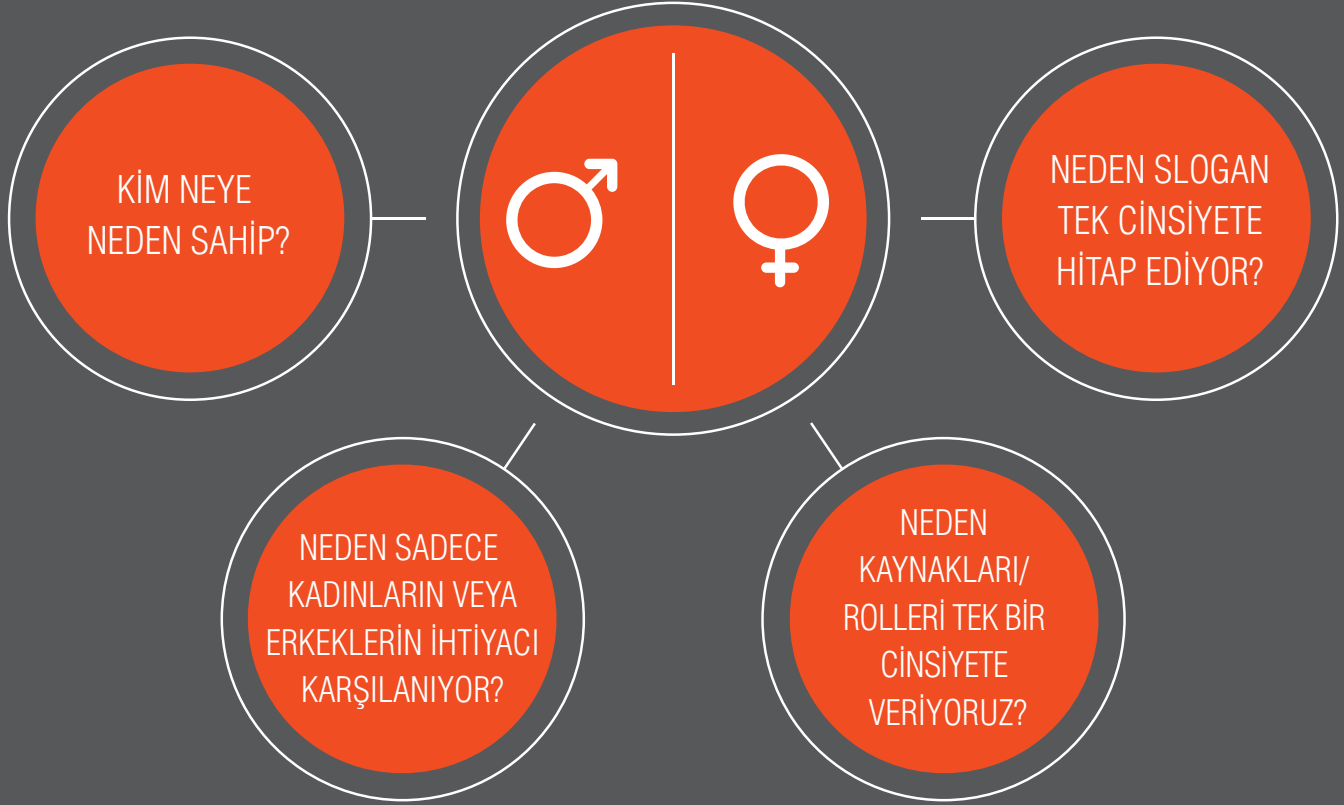 KİM NEYE
NEDEN SAHİP?
NEDEN SLOGAN
TEK CİNSİYETE
HİTAP EDİYOR?
NEDEN SADECE
KADINLARIN VEYA
ERKEKLERİN İHTİYACI
KARŞILANIYOR?
NEDEN
KAYNAKLARI/
ROLLERİ TEK BİR
CİNSİYETE
VERİYORUZ?